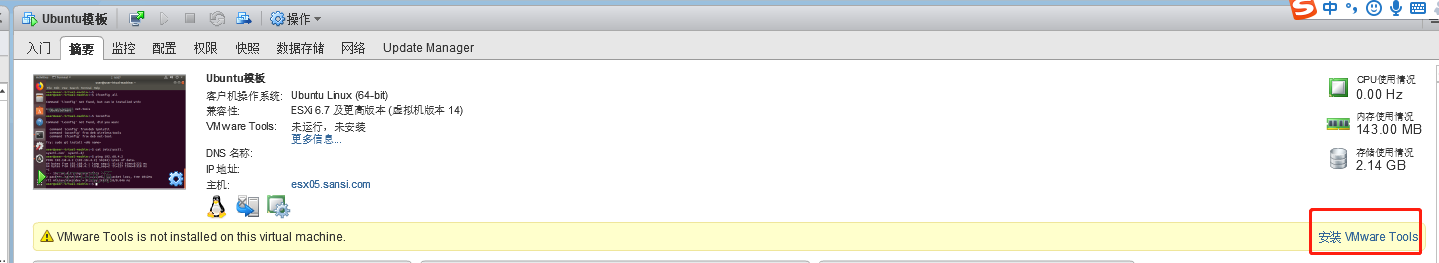 Ubuntu模板 操作
中
入门 摘要 监控 配置 权限 快照 数据存储 网络 Update Manager
Ubuntu模板
客户机操作系统: Ubuntu Linux (64-bit)
兼容性: ESXi 6.7 及更高版本 (虚拟机版本 14)
VMware Tools: 未运行，未安装
更多信息...
DNS 名称:
IP 地址:
主机: esx05.sansi.com
CPU使用情况
0.00 Hz
内存使用情况
143.00 MB
存储使用情况
2.14 GB
VMware Tools is not installed on this virtual machine. 安装 VMware Tools